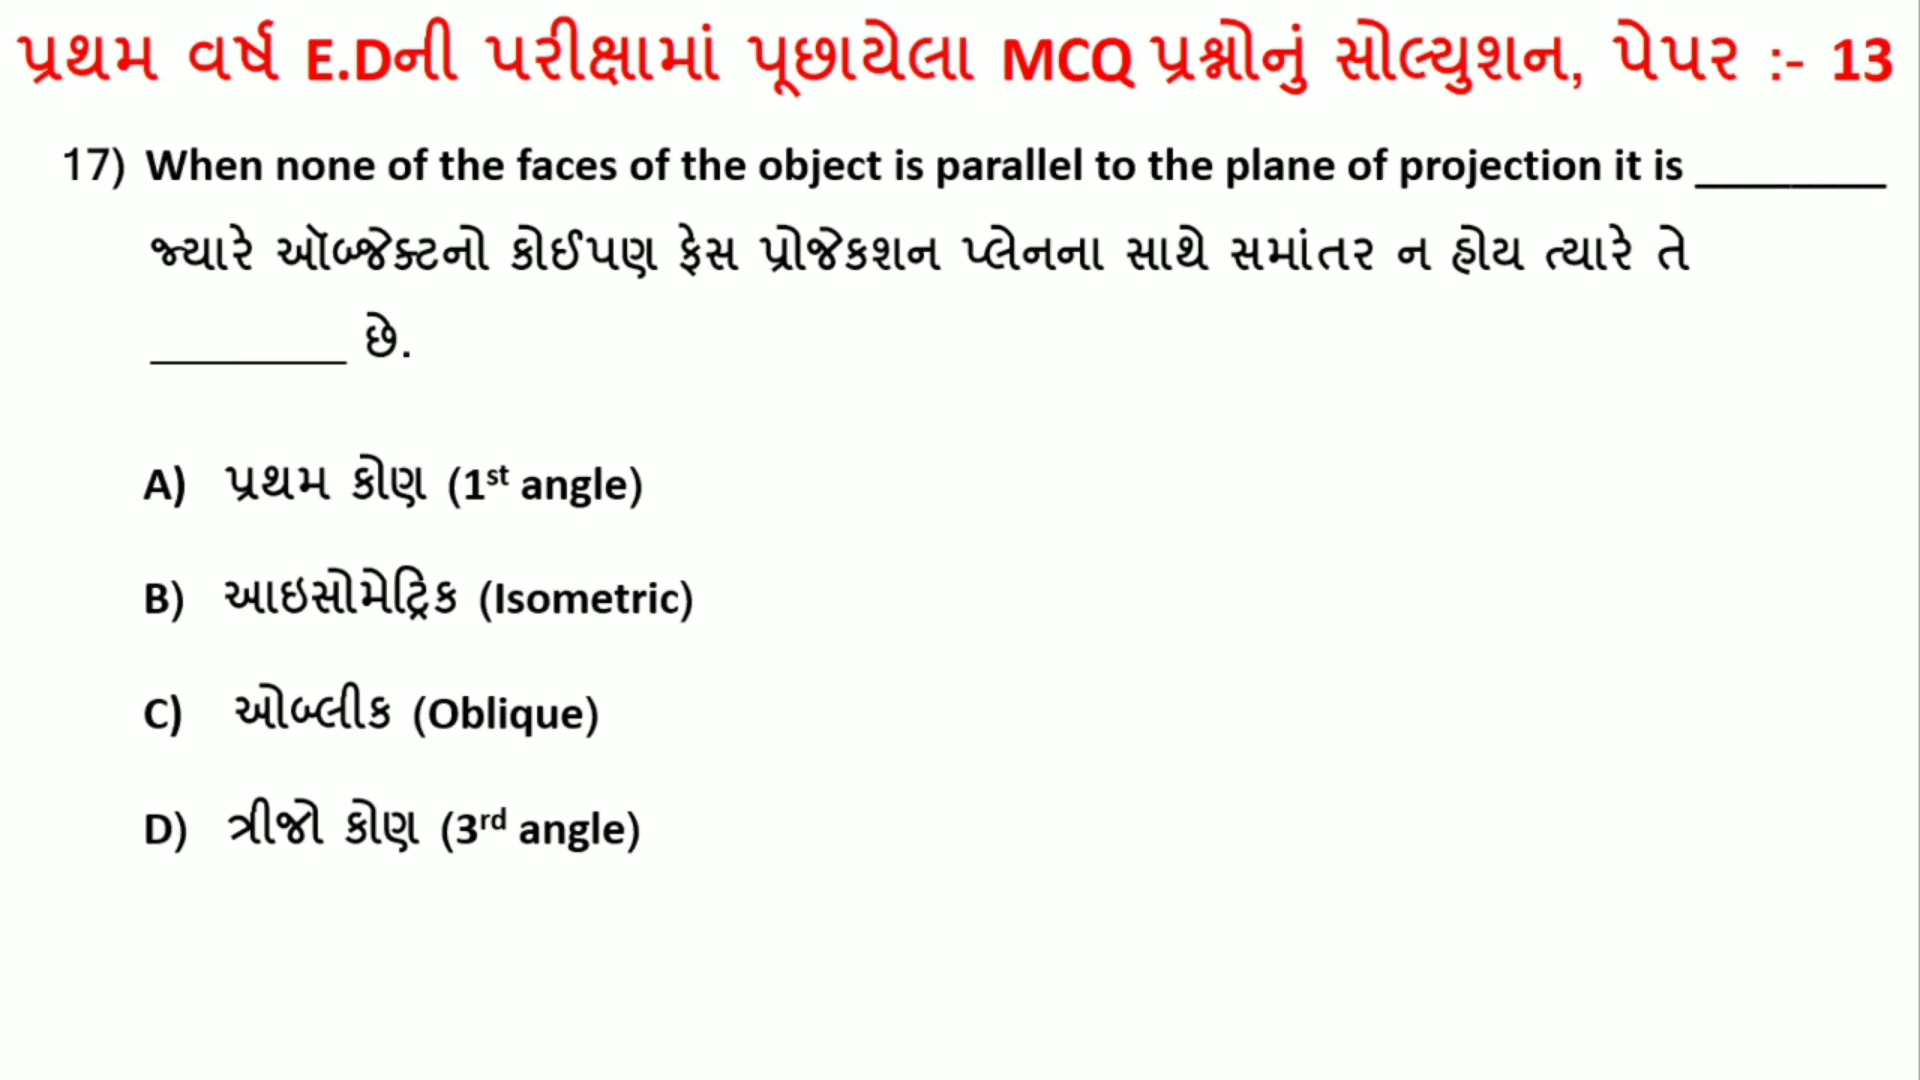 પ્રથમ વર્ષ E.Dની પરીક્ષામાં પૂછાયેલા MCQ પ્રશ્નોનું સોલ્યુશન, પેપર :- 13
17) When none of the faces of the object is parallel to the plane of projection it is ________
જ્યારે ઑબ્જેક્ટનો કોઈપણ ફેસ પ્રોજેકશન પ્લેનના સાથે સમાંતર ન હોય ત્યારે તે
________ છે.
A) પ્રથમ કોણ (1st angle)
B) આઇસોમેટ્રિક (Isometric)
C) ઓબ્લીક (Oblique)
D) ત્રીજો કોણ (3rd angle)